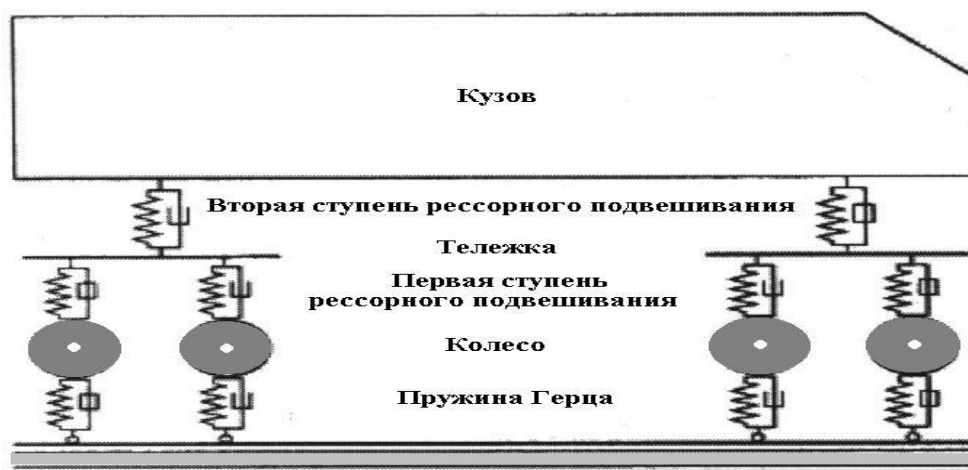 Кузов
Вторая ступень рессорного подвешивания
Тележка
Первая ступень
рессорного подвешивания
Колесо
Пружина Герца